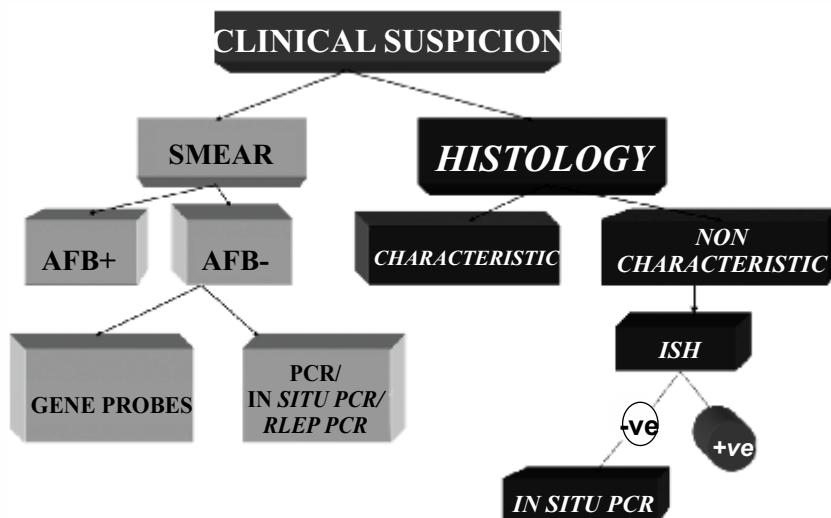 CLINICAL SUSPICION
SMEAR
HISTOLOGY
AFB+
AFB-
CHARACTERISTIC
NON
CHARACTERISTIC
GENE PROBES
PCR/
IN SITU PCR/
RLEP PCR
ISH
-ve
+ve
IN SITU PCR